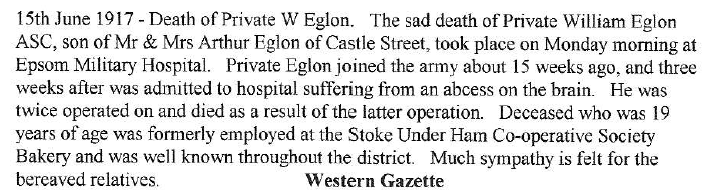 15th June 1917 - Death of Private W Eglon. The sad death of Private William Eglon
ASC, son of Mr & Mrs Arthur Eglon of Castle Street, took place on Monday morning at
Epsom Military Hospital. Private Eglon joined the army about 15 weeks ago, and three
weeks after was admitted to hospital suffering from an abcess on the brain. He was
twice operated on and died as a result of the latter operation. Deceased who was 19
years of age was formerly employed at the Stoke Under Ham Co-operative Society
Bakery and was well known throughout the district. Much sympathy is felt for the
bereaved relatives. Western Gazette